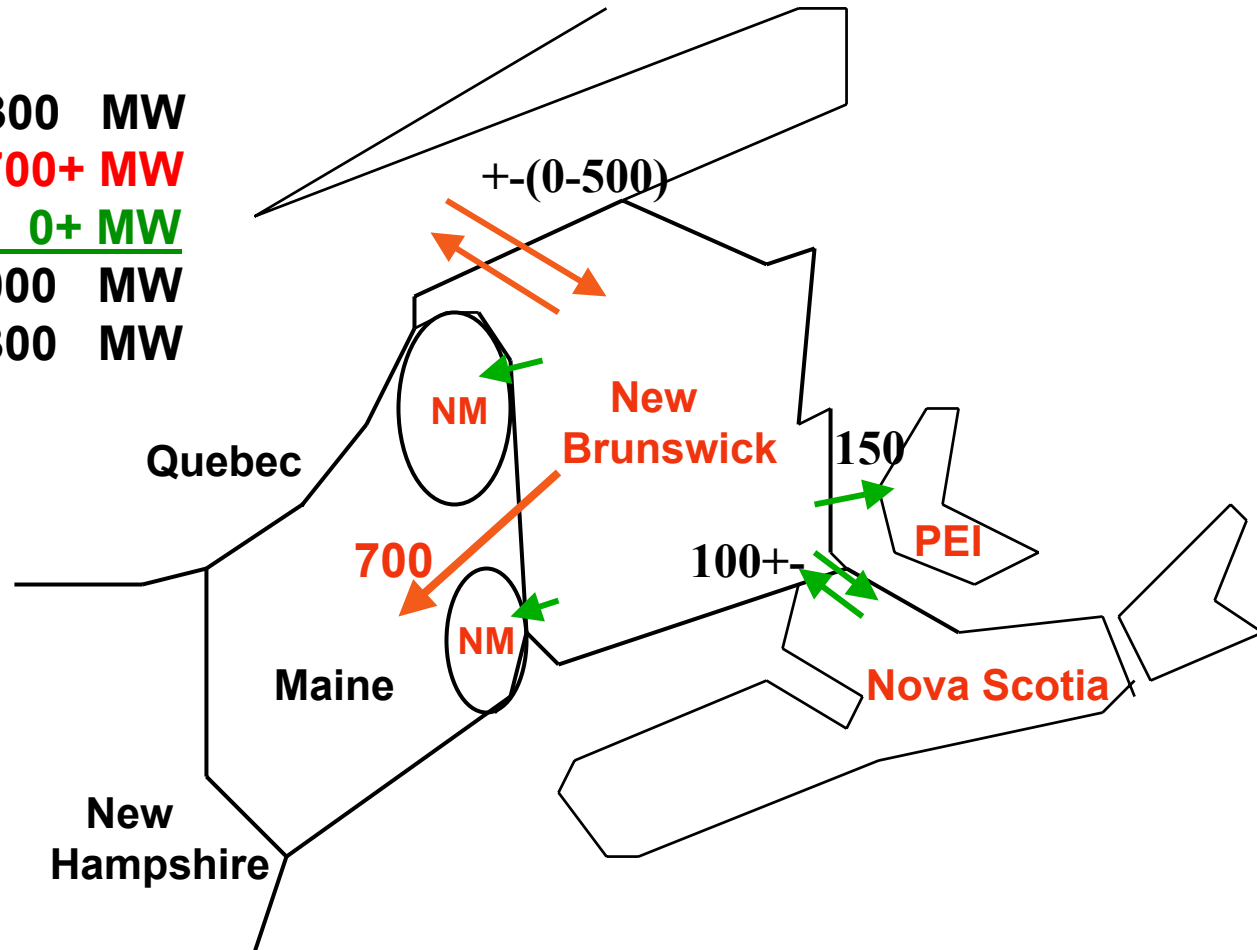 MW
700+ MW
0+ MW
MW
MW
+-(0-500)
NM
New
Brunswick
Quebec
150
PEI
700
100+-
NM
Maine
Nova Scotia
New
Hampshire